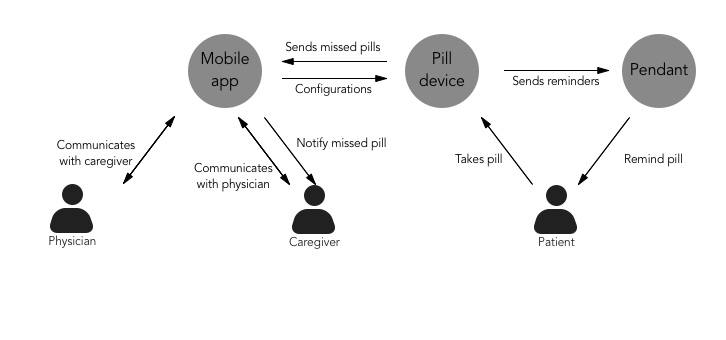 Mobile
app
Sends missed pills
Configurations
Pill
device
Sends reminders
Pendant
Communicates
with caregiver
Communicates
with physician
Notify missed pill
Takes pill
Remind pill
Physician
Caregiver
Patient